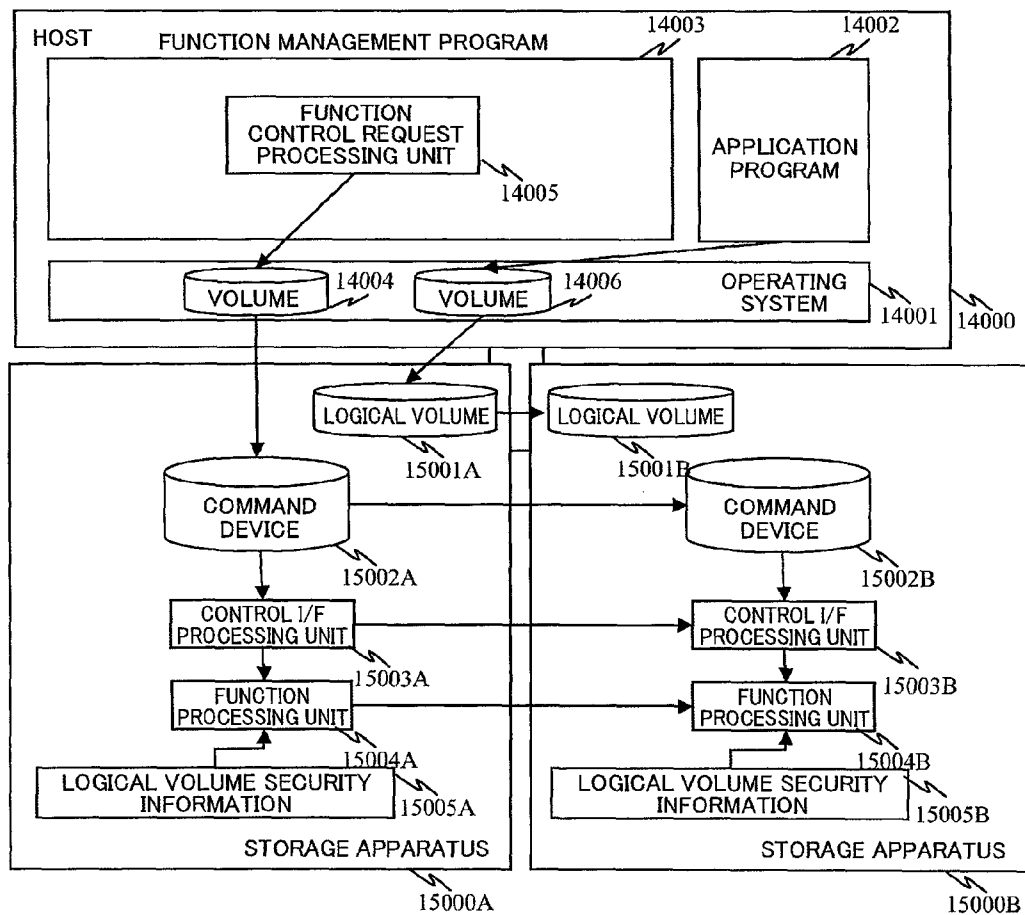 HOST
FUNCTION MANAGEMENT PROGRAM
14003
14002
FUNCTION
CONTROL REQUEST
PROCESSING UNIT
14005
APPLICATION
PROGRAM
VOLUME
14004
VOLUME
14006
OPERATING
SYSTEM
14001
14000
LOGICAL VOLUME
15001A
LOGICAL VOLUME
15001B
COMMAND
DEVICE
15002A
COMMAND
DEVICE
15002B
CONTROL I/F
PROCESSING UNIT
15003A
CONTROL I/F
PROCESSING UNIT
15003B
FUNCTION
PROCESSING UNIT
15004A
FUNCTION
PROCESSING UNIT
15004B
LOGICAL VOLUME SECURITY
INFORMATION
15005A
LOGICAL VOLUME SECURITY
INFORMATION
15005B
STORAGE APPARATUS
15000A
STORAGE APPARATUS
15000B